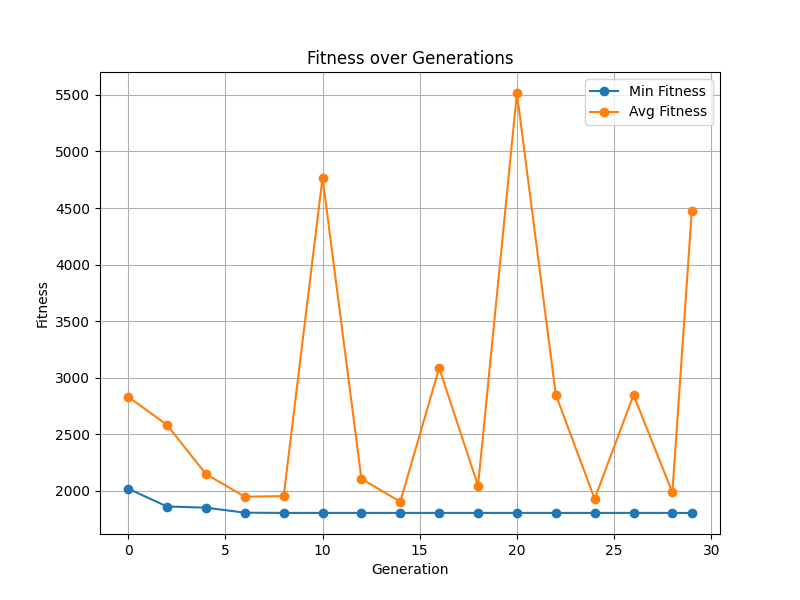 Fitness over Generations
Min Fitness
Avg Fitness
5500
5000
4500
4000
3500
3000
2500
2000
Fitness
0 5 10 15 20 25 30
Generation